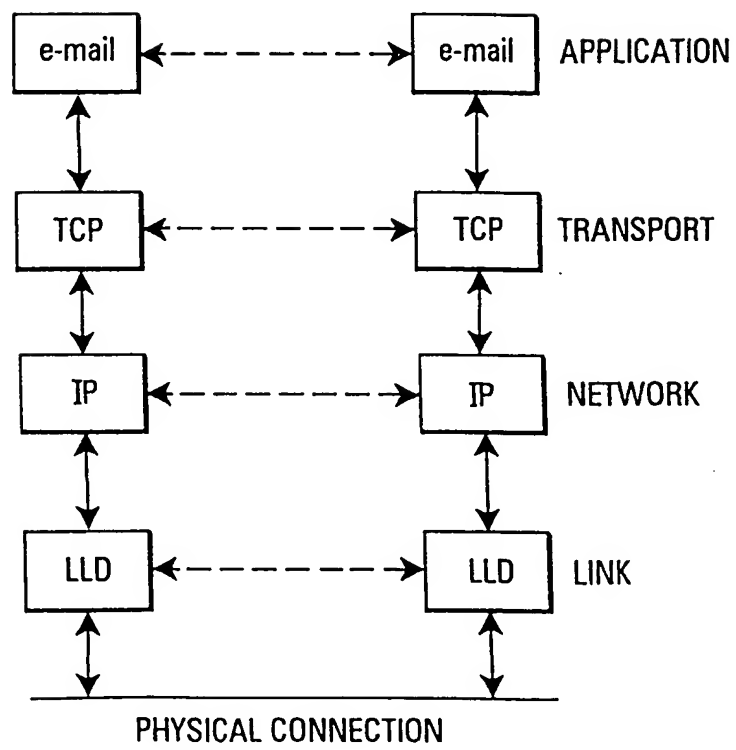 e-mail e-mail APPLICATION
TCP TCP TRANSPORT
IP IP NETWORK
LLD LLD LINK
PHYSICAL CONNECTION